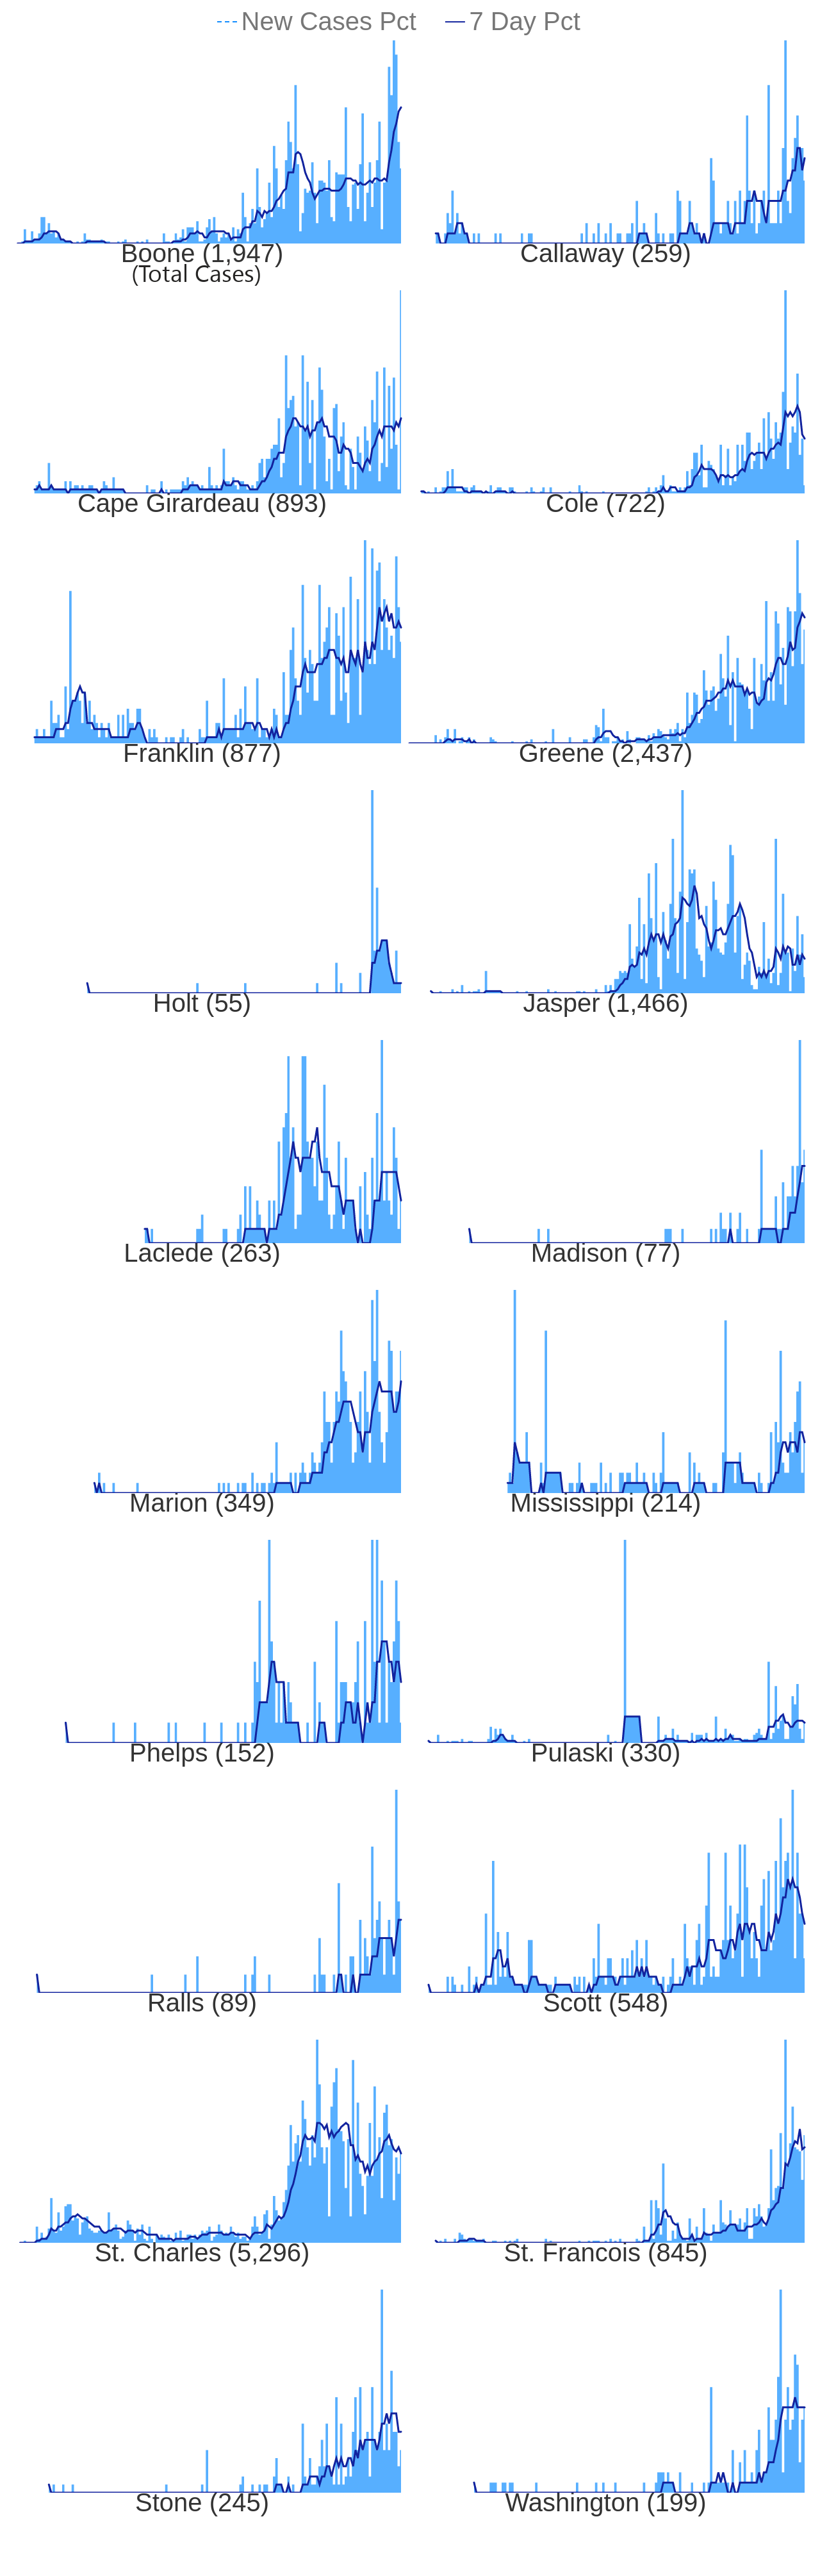 New Cases Pct 7 Day Pct
Boone (1,947) Callaway (259)
(Total Cases)
Cape Girardeau (893) Cole (722)
Franklin (877) Greene (2,437)
Holt (55) Jasper (1,466)
Laclede (263) Madison (77)
Marion (349) Mississippi (214)
Phelps (152) Pulaski (330)
Ralls (89) Scott (548)
St. Charles (5,296) St. Francois (845)
Stone (245) Washington (199)